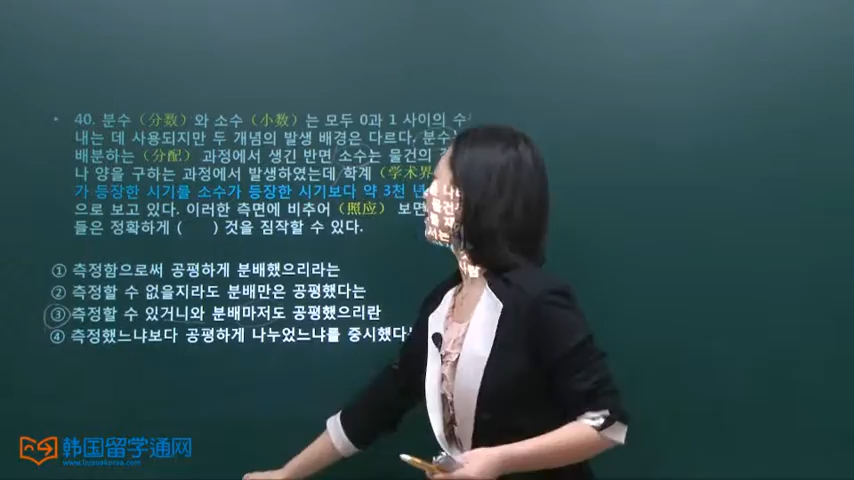 40. 분수 (分数) 와 소수 (小数) 는 모두 0과 1 사이의
내는 데 사용되지만 두 개념의 발생 배경은 다르다. 분수
배분하는 (分配) 과정에서 생긴 반면 소수는 물건의
나 양을 구하는 과정에서 발생하였는데 학계 (学术界)
가 등장한 시기를 소수가 등장한 시기보다 약 3천
으로 보고 있다. 이러한 측면에 비추어 (照应) 보면
들은 정확하게 ( ) 것을 짐작할 수 있다.
① 측정함으로써 공평하게 분배했으리라는
② 측정할 수 없을지라도 분배만은 공평했다는
③ 측정할 수 있거니와 분배마저도 공평했으리란
④ 측정했느냐보다 공평하게 나누었느냐를 중시했다
韩国留学通网